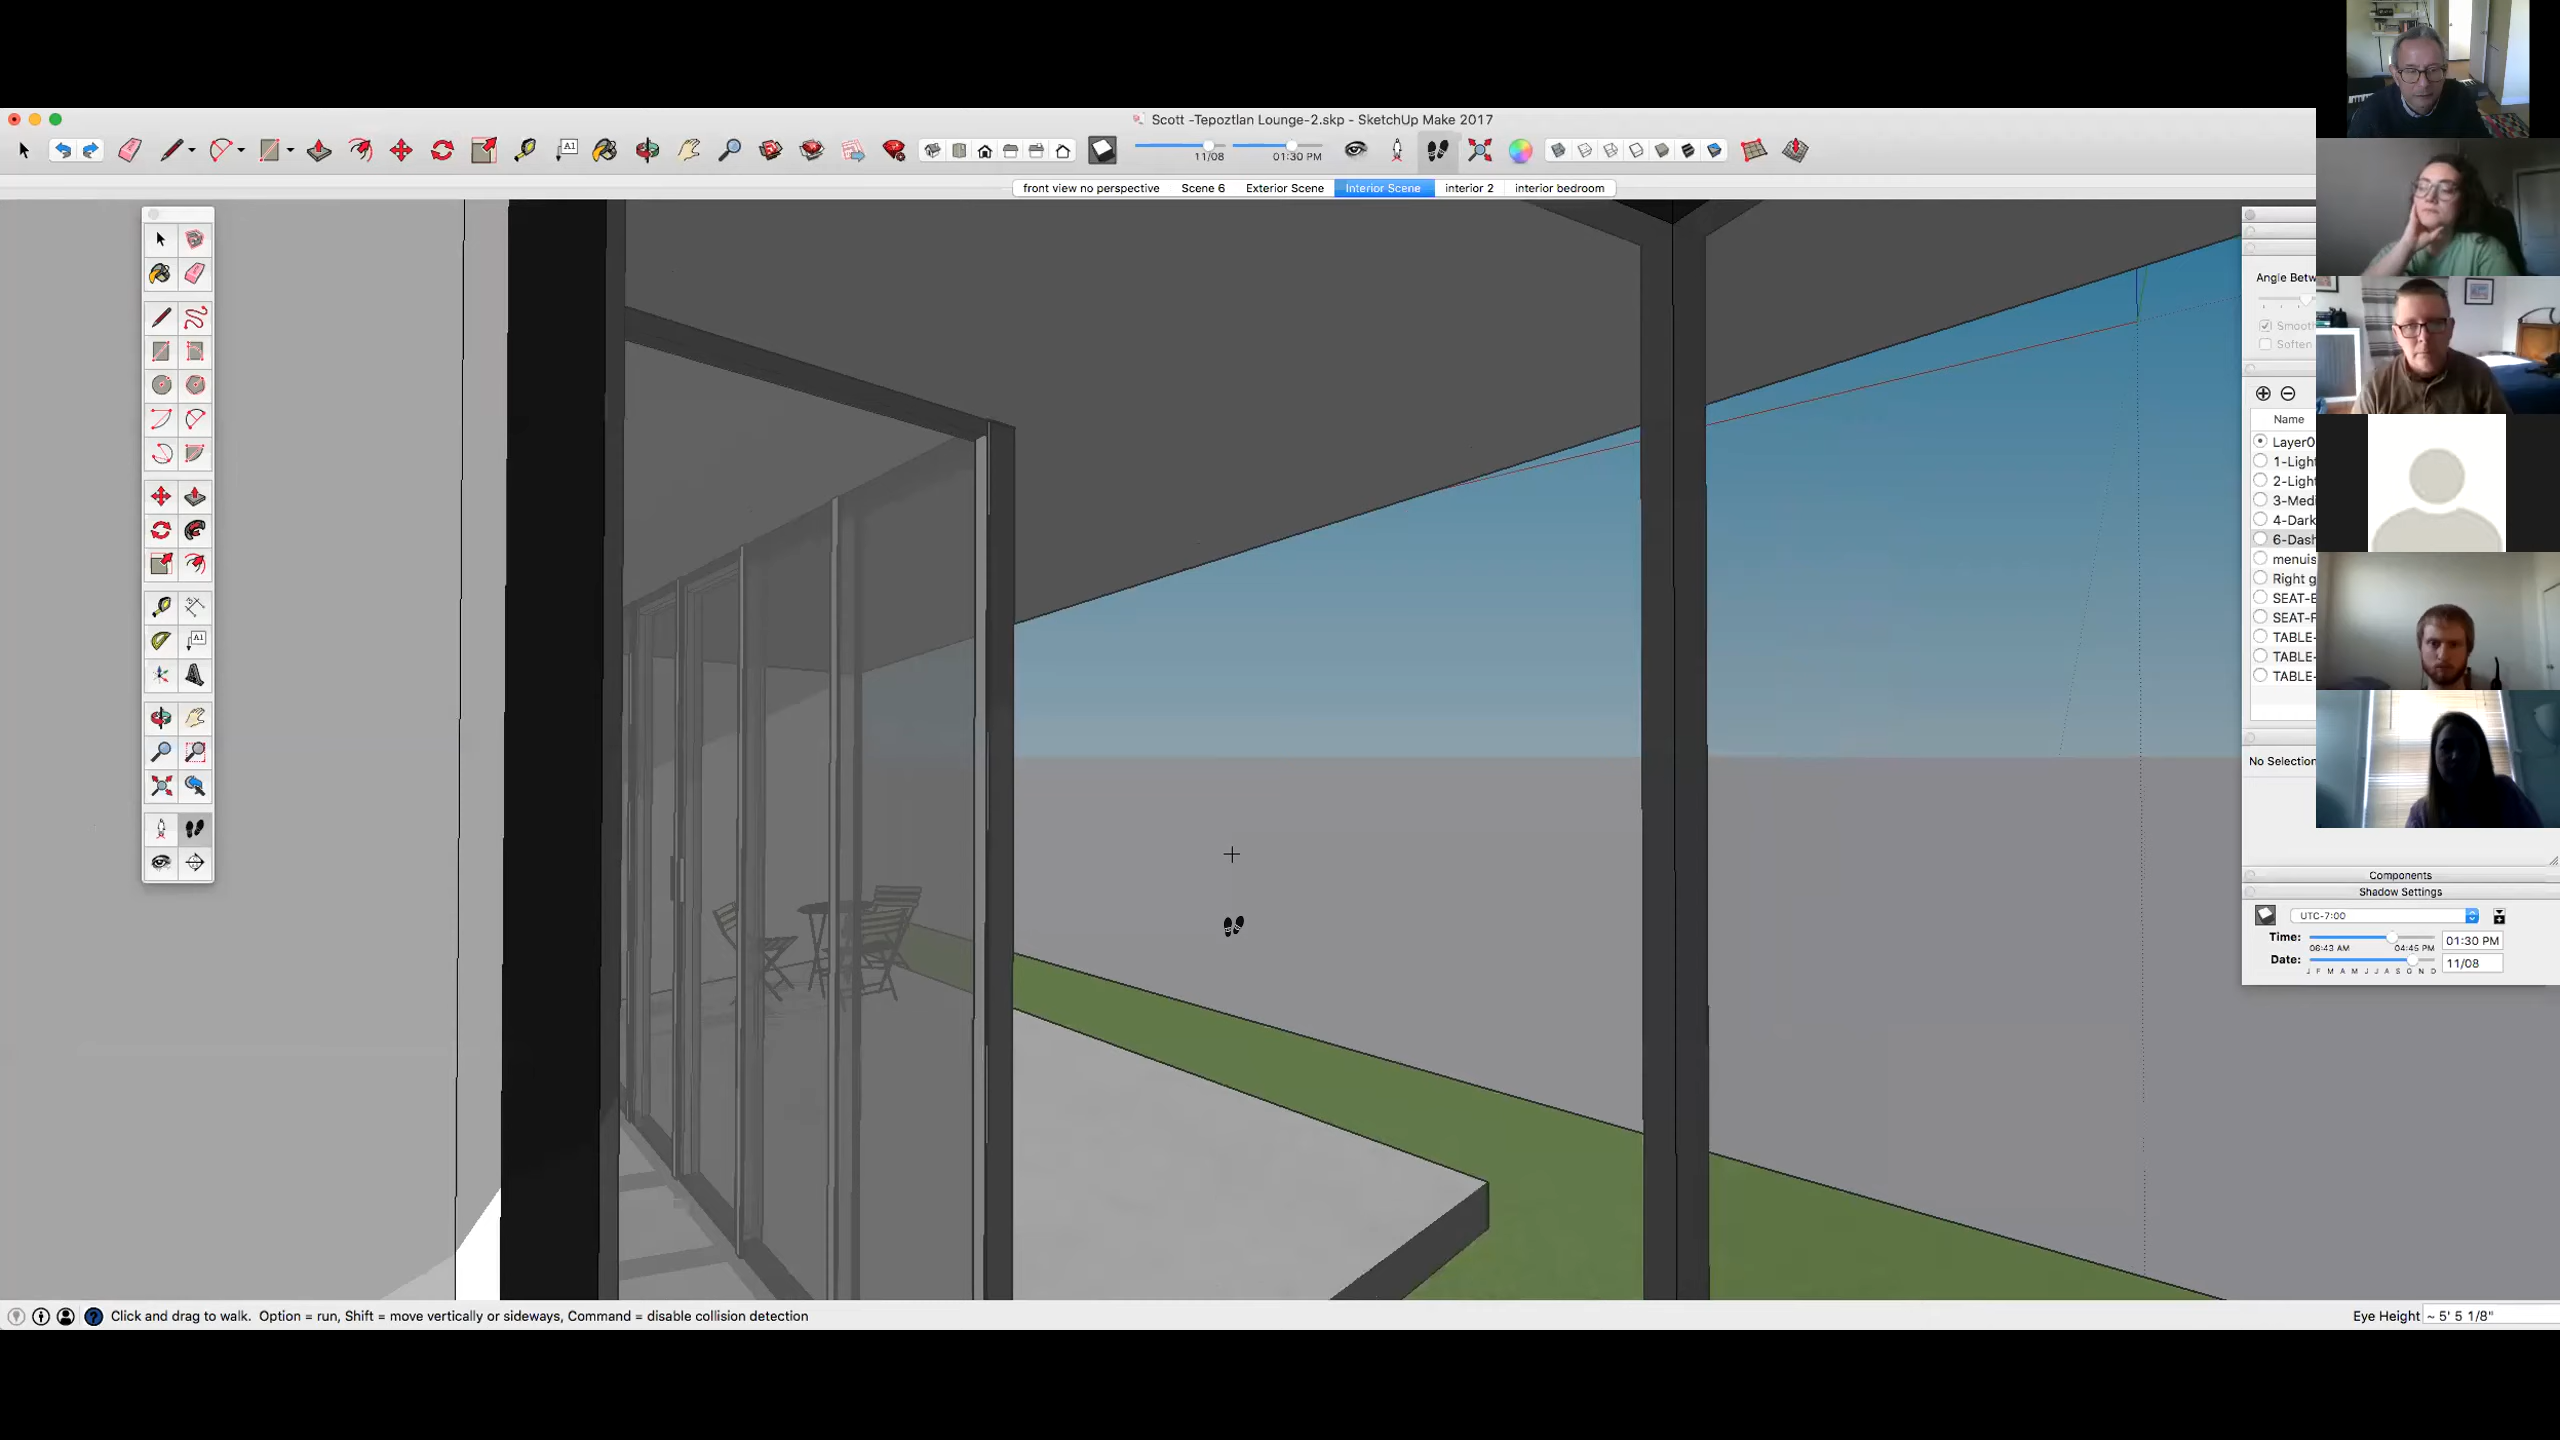 Scott -Tepoztlan Lounge-2.skp - SketchUp Make 2017
A1
11/08
01:30 PM
front view no perspective
Scene 6
Exterior Scene
Interior Scene
interior 2
interior bedroom
A1
Angle Betw
Smooth
Soften
Name
Layer0
1-Light
2-Light
3-Medi
4-Dark
6-Dash
menuis
Right g
SEAT-
SEAT-
TABLE-
TABLE-
TABLE-
No Selection
Components
Shadow Settings
UTC-7:00
Time:
06:43 AM
04:45 PM
01:30 PM
Date:
J F M A M J J A S O N D
11/08
Click and drag to walk. Option = run, Shift = move vertically or sideways, Command = disable collision detection
Eye Height
~ 5' 5 1/8"